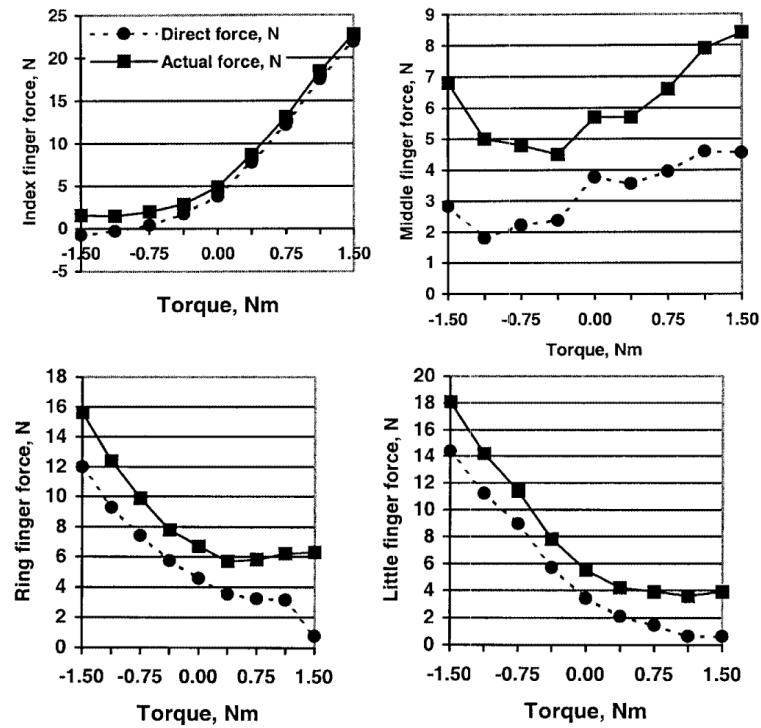 25
20
15
10
5
0
-5
Index finger force, N
Direct force, N
Actual force, N
-1.50 -0.75 0.00 0.75 1.50
Torque, Nm
9
8
7
6
5
4
3
2
1
0
Middle finger force, N
-1.50 -0.75 0.00 0.75 1.50
Torque, Nm
18
16
14
12
10
8
6
4
2
0
Ring finger force, N
-1.50 -0.75 0.00 0.75 1.50
Torque, Nm
20
18
16
14
12
10
8
6
4
2
0
Little finger force, N
-1.50 -0.75 0.00 0.75 1.50
Torque, Nm